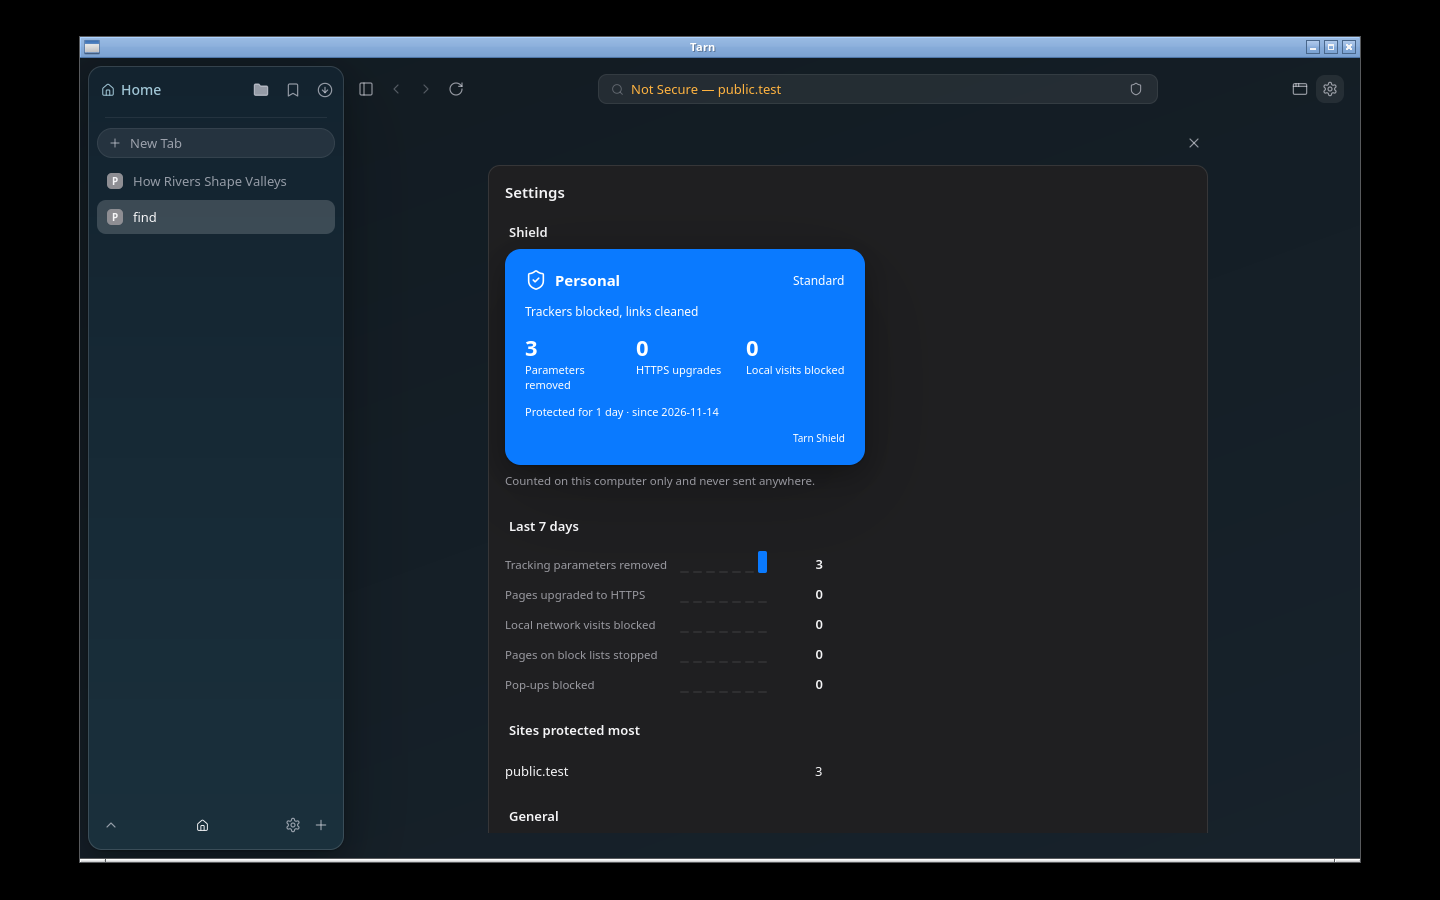 Tarn
Home
Not Secure — public.test
New Tab
P How Rivers Shape Valleys
P find
Settings
Shield
Personal
Standard
Trackers blocked, links cleaned
3
0
0
Parameters removed
HTTPS upgrades
Local visits blocked
Protected for 1 day · since 2026-11-14
Tarn Shield
Counted on this computer only and never sent anywhere.
Last 7 days
Tracking parameters removed 3
Pages upgraded to HTTPS 0
Local network visits blocked 0
Pages on block lists stopped 0
Pop-ups blocked 0
Sites protected most
public.test 3
General